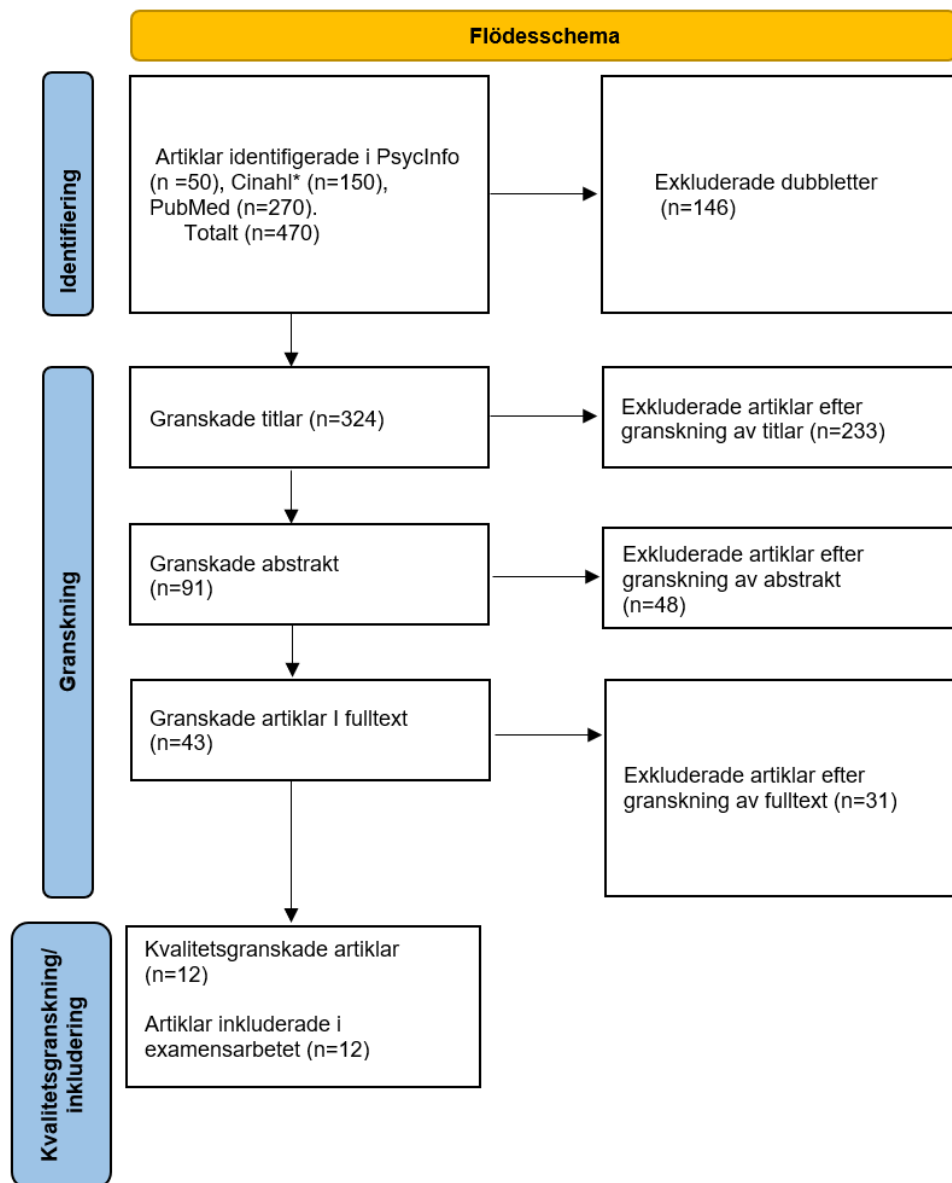 Flödesschema
Identifiering
Artiklar identifigerade i PsycInfo
(n =50), Cinahl* (n=150),
PubMed (n=270).
Totalt (n=470)
Exkluderade dubbletter
(n=146)
Granskning
Granskade titlar (n=324)
Exkluderade artiklar efter
granskning av titlar (n=233)
Granskade abstrakt
(n=91)
Exkluderade artiklar efter
granskning av abstrakt
(n=48)
Granskade artiklar I fulltext
(n=43)
Exkluderade artiklar efter
granskning av fulltext (n=31)
Kvalitetsgranskning/
inkludering
Kvalitetsgranskade artiklar
(n=12)
Artiklar inkluderade i
examensarbetet (n=12)